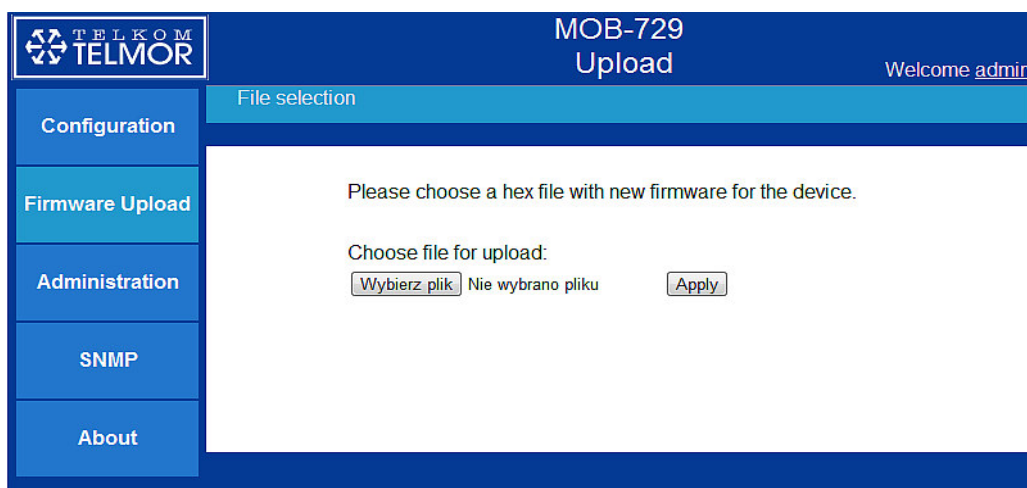 TELKOM
TELMOR
MOB-729
Upload
Welcome admin
File selection
Configuration
Firmware Upload
Administration
SNMP
About
Please choose a hex file with new firmware for the device.
Choose file for upload:
Wybierz plik Nie wybrano pliku Apply